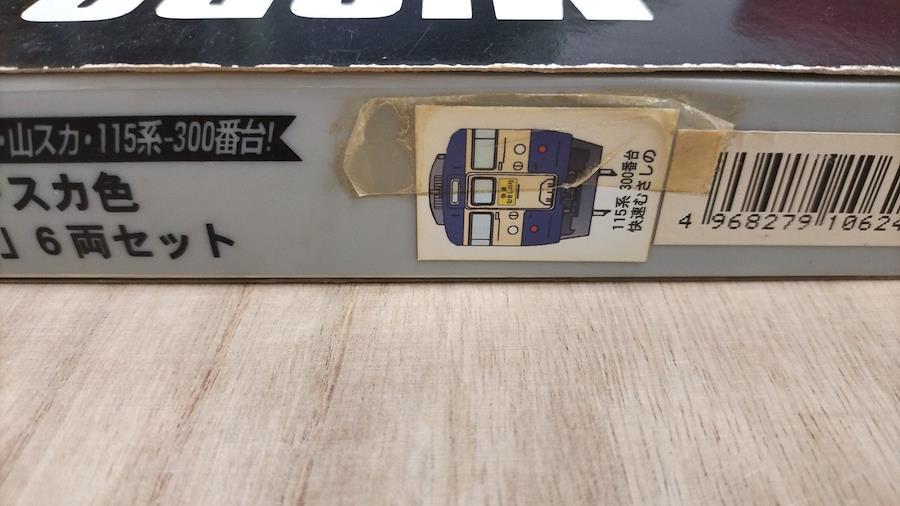 ・山スカ・115系-300番台!
スカ色
」6両セット
115系 300番台
快速むさしの
4 968279 10624